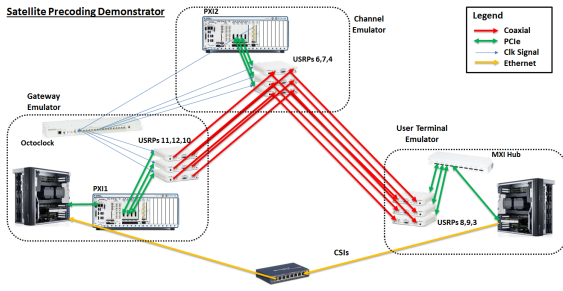 Satellite Precoding Demonstrator
PXI2
Channel
Emulator
Legend
Coaxial
PCIe
Clk Signal
Ethernet
USRPs 6,7,4
Gateway
Emulator
Octoclock
USRPs 11,12,10
User Terminal
Emulator
MXI Hub
PXI1
USRPs 8,9,3
CSIs